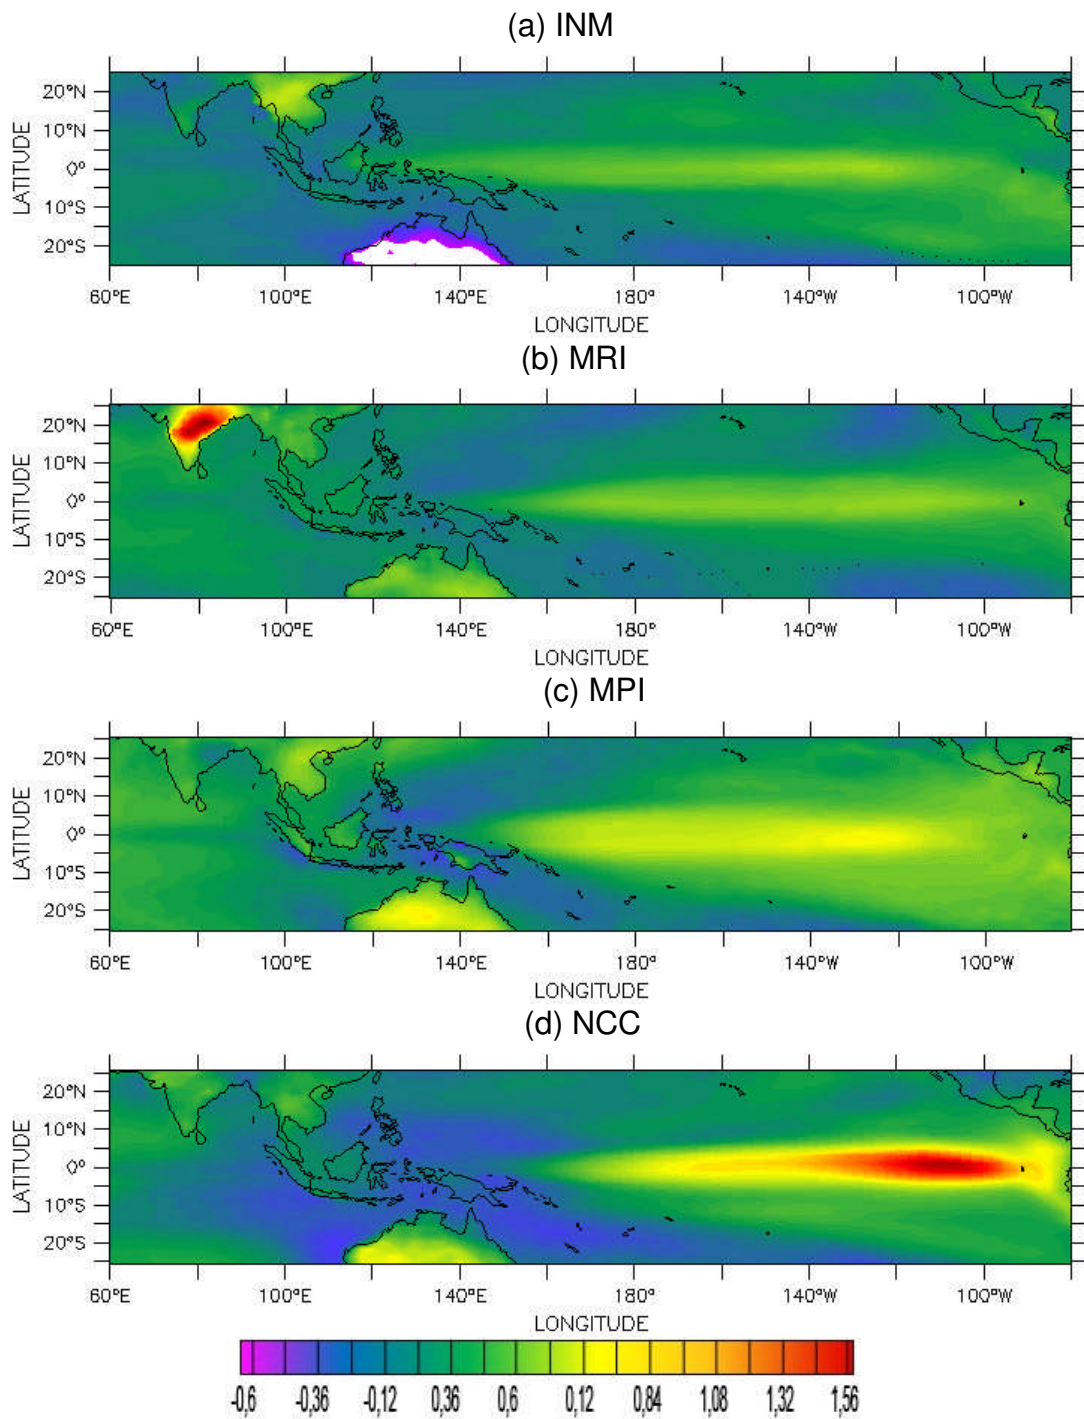 (a) INM
20°N
10°N
0°
10°S
20°S
LATITUDE
60°E 100°E 140°E 180° 140°W 100°W
LONGITUDE
(b) MRI
20°N
10°N
0°
10°S
20°S
LATITUDE
60°E 100°E 140°E 180° 140°W 100°W
LONGITUDE
(c) MPI
20°N
10°N
0°
10°S
20°S
LATITUDE
60°E 100°E 140°E 180° 140°W 100°W
LONGITUDE
(d) NCC
20°N
10°N
0°
10°S
20°S
LATITUDE
60°E 100°E 140°E 180° 140°W 100°W
LONGITUDE
-0,6 -0,36 -0,12 0,36 0,6 0,12 0,84 1,08 1,32 1,56